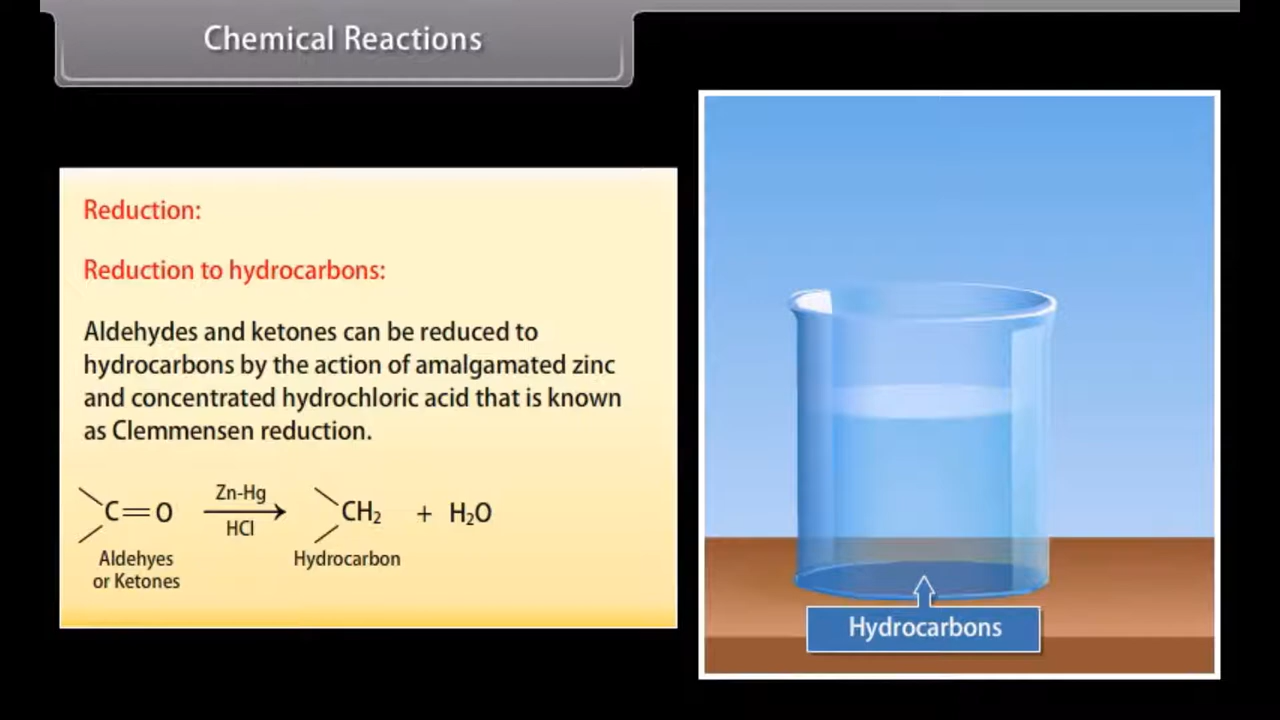 Chemical Reactions
Reduction:
Reduction to hydrocarbons:
Aldehydes and ketones can be reduced to
hydrocarbons by the action of amalgamated zinc
and concentrated hydrochloric acid that is known
as Clemmensen reduction.
C=O Zn-Hg HCl CH₂ + H₂O
Aldehyes
or Ketones
Hydrocarbon
Hydrocarbons